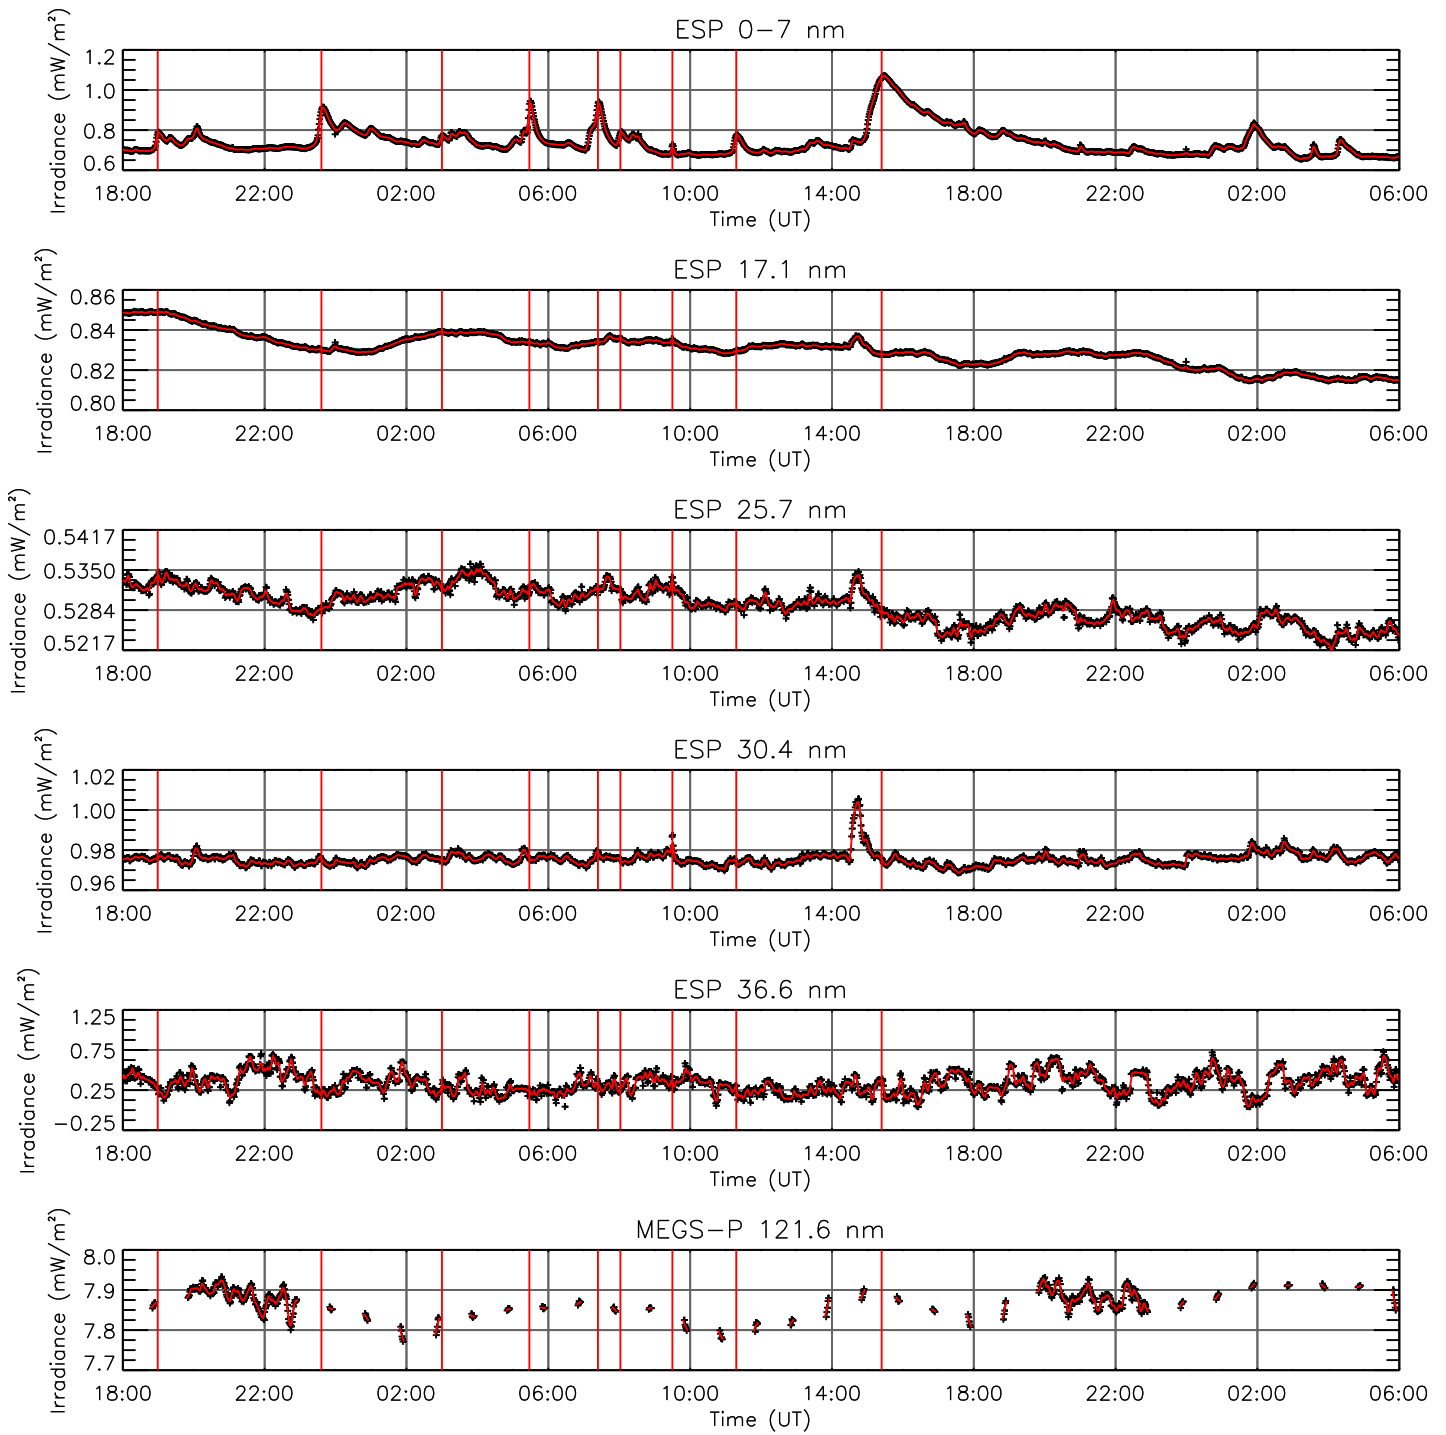 ESP 0-7 nm
Irradiance (mW/m²)
1.2
1.0
0.8
0.6
18:00 22:00 02:00 06:00 10:00 14:00 18:00 22:00 02:00 06:00
Time (UT)
ESP 17.1 nm
Irradiance (mW/m²)
0.86
0.84
0.82
0.80
18:00 22:00 02:00 06:00 10:00 14:00 18:00 22:00 02:00 06:00
Time (UT)
ESP 25.7 nm
Irradiance (mW/m²)
0.5417
0.5350
0.5284
0.5217
18:00 22:00 02:00 06:00 10:00 14:00 18:00 22:00 02:00 06:00
Time (UT)
ESP 30.4 nm
Irradiance (mW/m²)
1.02
1.00
0.98
0.96
18:00 22:00 02:00 06:00 10:00 14:00 18:00 22:00 02:00 06:00
Time (UT)
ESP 36.6 nm
Irradiance (mW/m²)
1.25
0.75
0.25
-0.25
18:00 22:00 02:00 06:00 10:00 14:00 18:00 22:00 02:00 06:00
Time (UT)
MEGS-P 121.6 nm
Irradiance (mW/m²)
8.0
7.9
7.8
7.7
18:00 22:00 02:00 06:00 10:00 14:00 18:00 22:00 02:00 06:00
Time (UT)